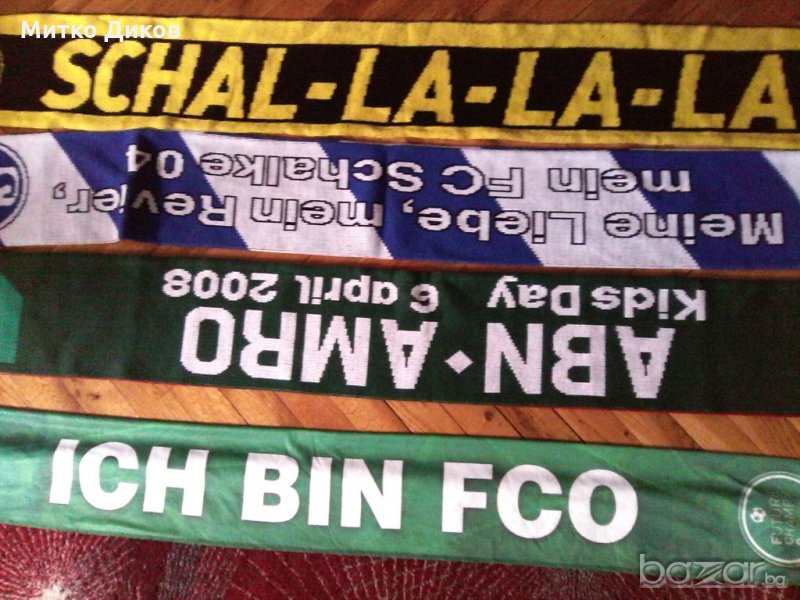 Митко Диков
SCHAL-LA-LA-LA
Meine Liebe, mein Revier,
mein FC Schalke 04
ABN·AMRO
Kids Day 6 april 2008
ICH BIN FCO
bazar.bg